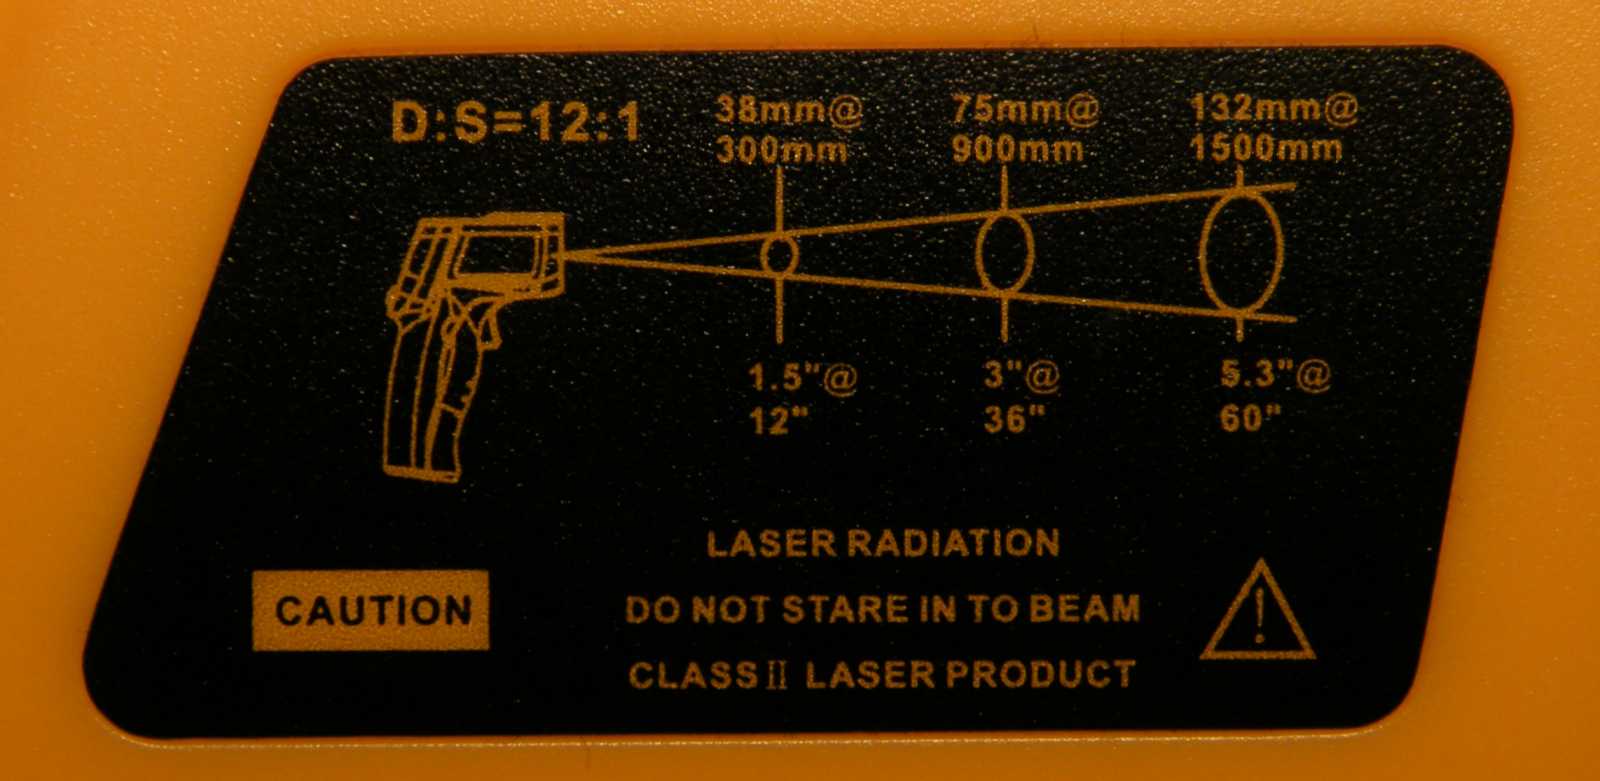 D:S=12:1
38mm@
300mm
75mm@
900mm
132mm@
1500mm
1.5"@
12"
3"@
36"
5.3"@
60"
CAUTION
LASER RADIATION
DO NOT STARE IN TO BEAM
CLASS II LASER PRODUCT
!